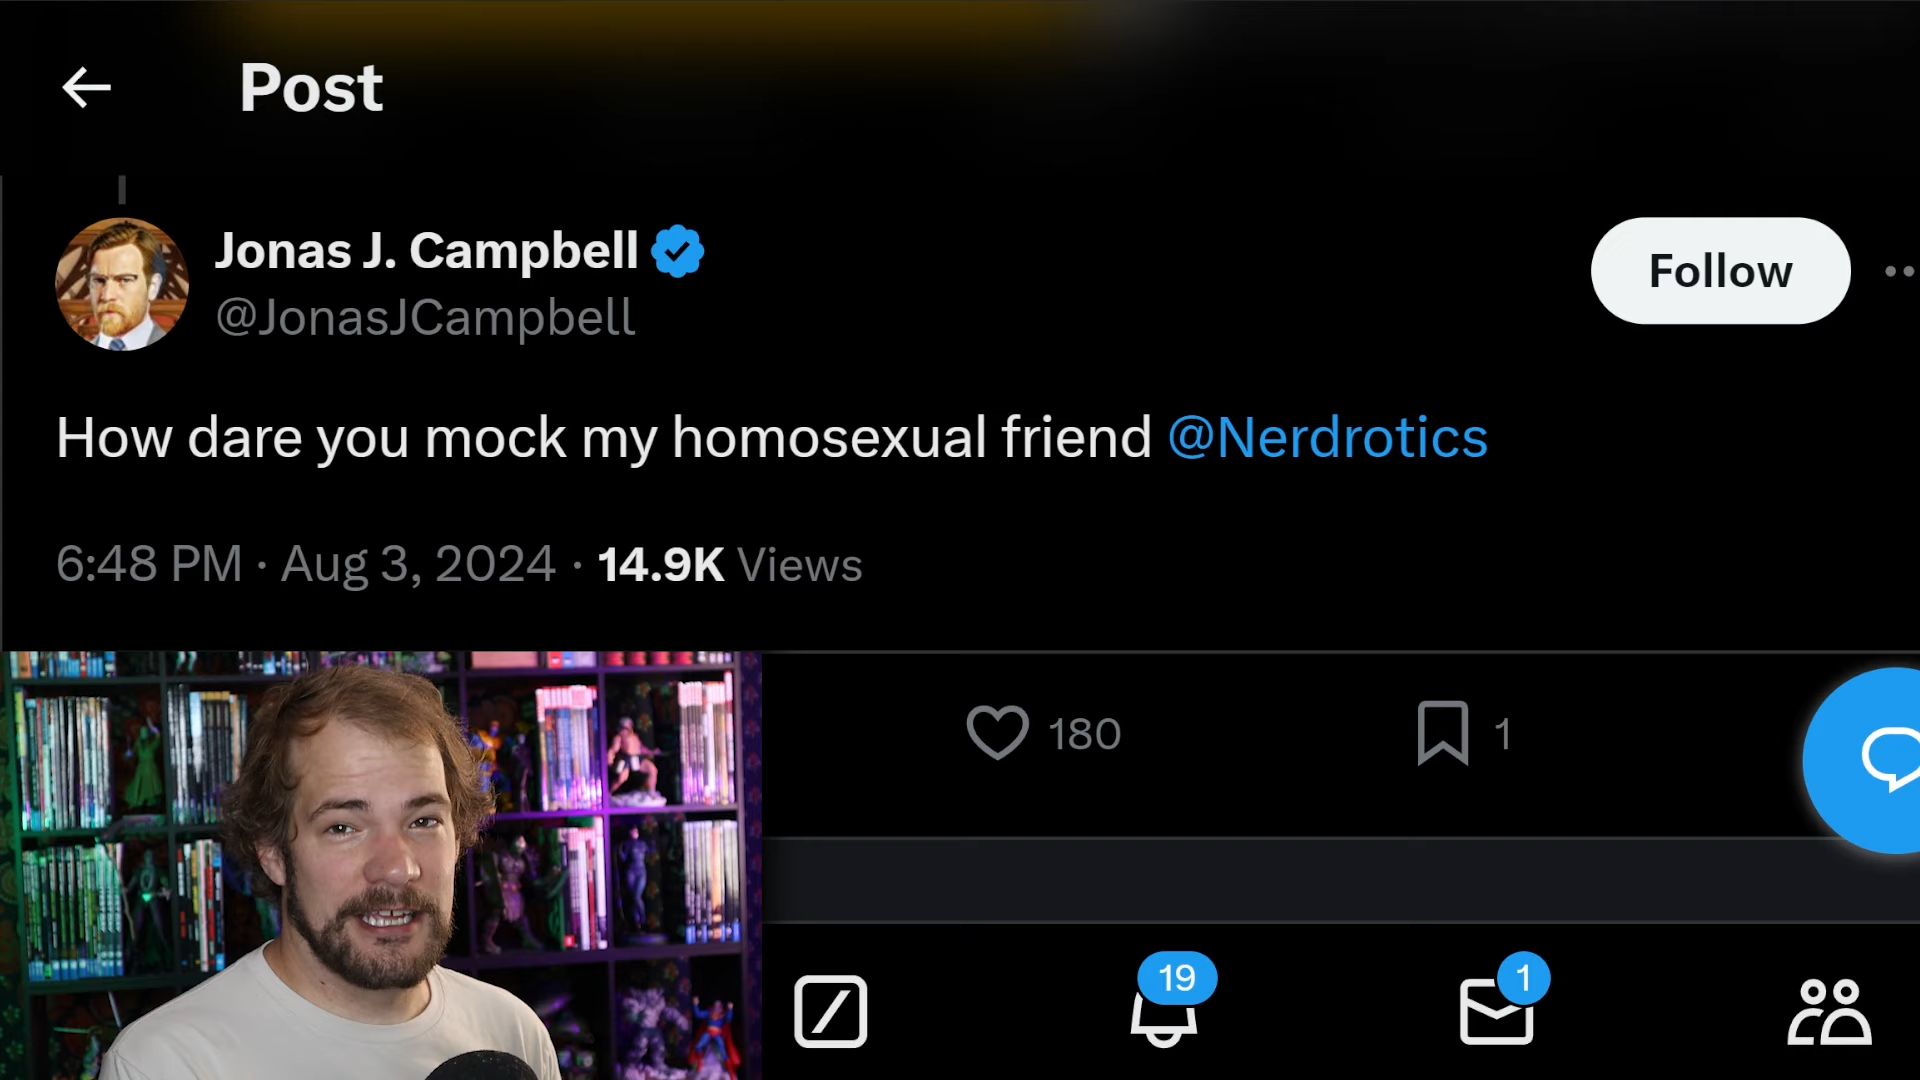 Post
Jonas J. Campbell
@JonasJCampbell
Follow
How dare you mock my homosexual friend @Nerdrotics
6:48 PM · Aug 3, 2024 · 14.9K Views
180
1
19
1